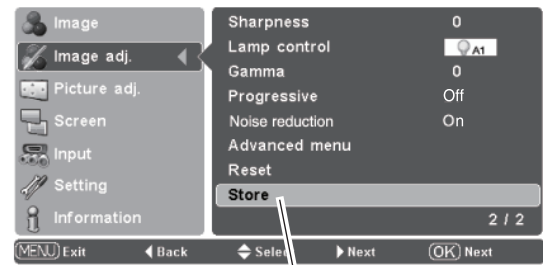 Image
Image adj.
Picture adj.
Screen
Input
Setting
Information
Sharpness 0
Lamp control A1
Gamma 0
Progressive Off
Noise reduction On
Advanced menu
Reset
Store
2 / 2
MENU Exit Back Select Next OK Next